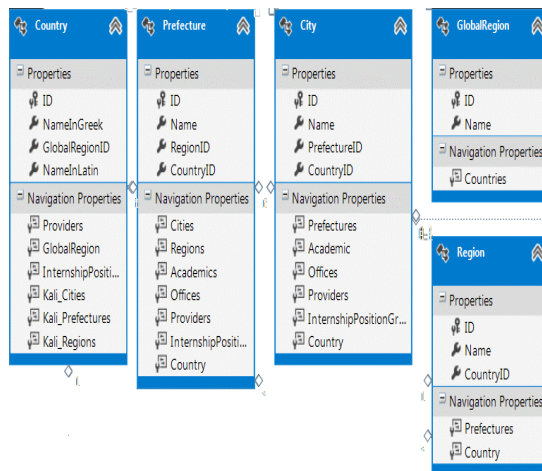 Country
Properties
ID
NameInGreek
GlobalRegionID
NameInLatin
Navigation Properties
Providers
GlobalRegion
InternshipPositi...
Kali_Cities
Kali_Prefectures
Kali_Regions
Prefecture
Properties
ID
Name
RegionID
CountryID
Navigation Properties
Cities
Regions
Academics
Offices
Providers
InternshipPositi...
Country
City
Properties
ID
Name
PrefectureID
CountryID
Navigation Properties
Prefectures
Academic
Offices
Providers
InternshipPositionGr...
Country
GlobalRegion
Properties
ID
Name
Navigation Properties
Countries
Region
Properties
ID
Name
CountryID
Navigation Properties
Prefectures
Country